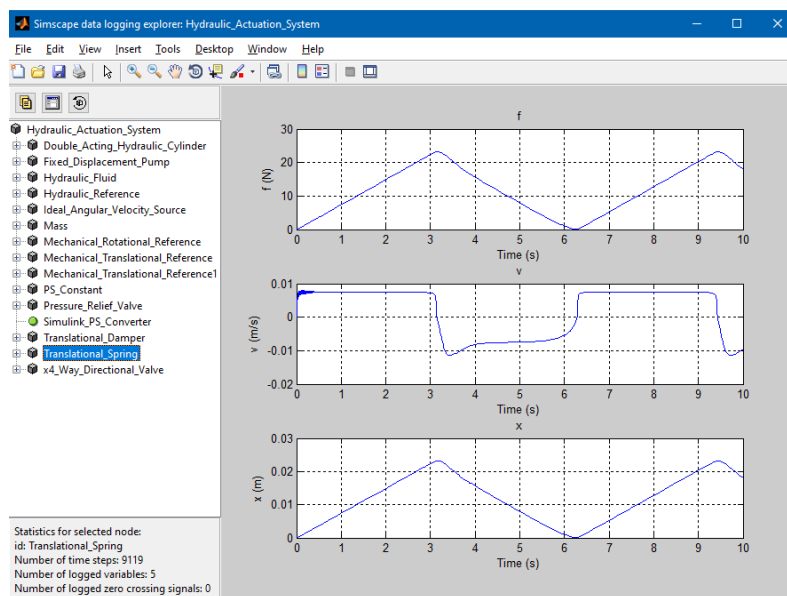 Simscape data logging explorer: Hydraulic_Actuation_System
File Edit View Insert Tools Desktop Window Help
Hydraulic_Actuation_System
Double_Acting_Hydraulic_Cylinder
Fixed_Displacement_Pump
Hydraulic_Fluid
Hydraulic_Reference
Ideal_Angular_Velocity_Source
Mass
Mechanical_Rotational_Reference
Mechanical_Translational_Reference
Mechanical_Translational_Reference1
PS_Constant
Pressure_Relief_Valve
Simulink_PS_Converter
Translational_Damper
Translational_Spring
x4_Way_Directional_Valve
Statistics for selected node:
id: Translational_Spring
Number of time steps: 9119
Number of logged variables: 5
Number of logged zero crossing signals: 0
f
30
20
10
0
f (N)
0 1 2 3 4 5 6 7 8 9 10
Time (s)
v
0.01
0
-0.01
-0.02
v (m/s)
0 1 2 3 4 5 6 7 8 9 10
Time (s)
x
0.03
0.02
0.01
0
x (m)
0 1 2 3 4 5 6 7 8 9 10
Time (s)